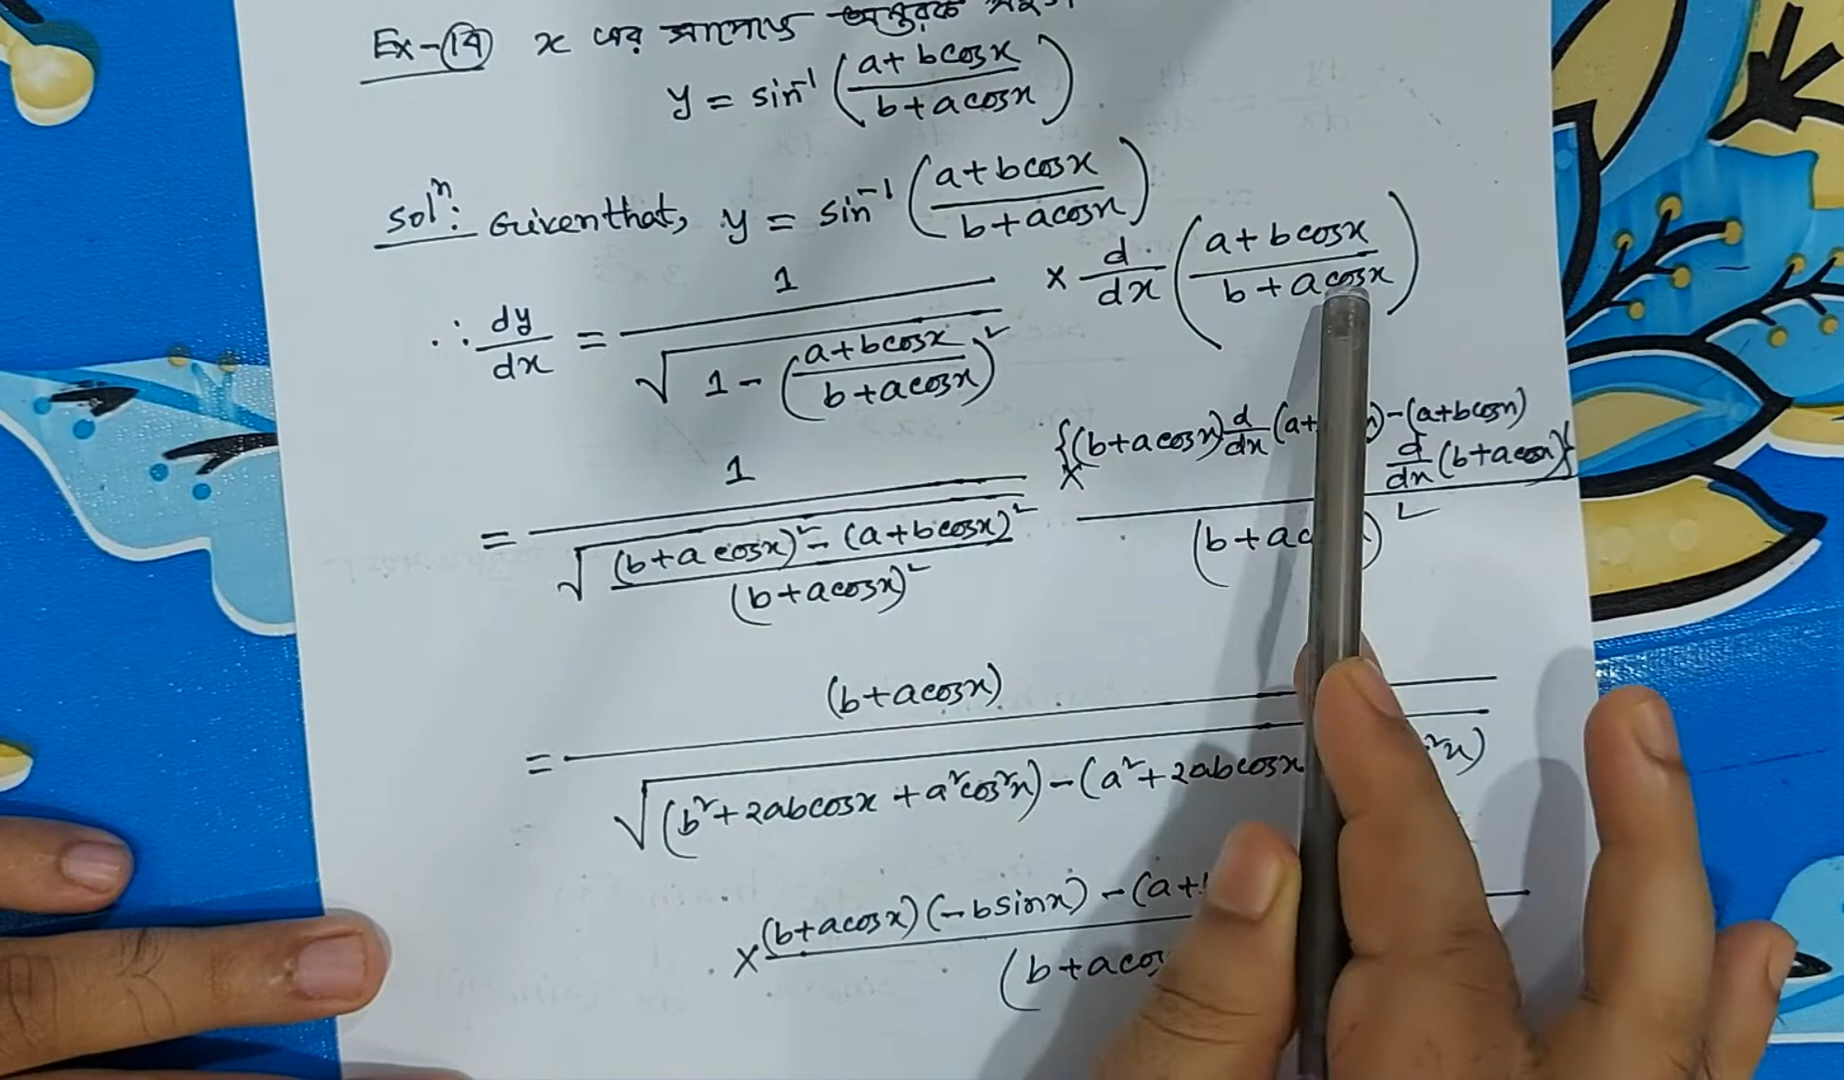 Ex-(14) x এর সাপেক্ষে
y = sin⁻¹ ((a+bcosx)/(b+acosx))
Solⁿ: Given that, y = sin⁻¹ ((a+bcosx)/(b+acosx))
∴ dy/dx = 1/√(1-((a+bcosx)/(b+acosx))²) × d/dx ((a+bcosx)/(b+acosx))
= 1/√(((b+acosx)²-(a+bcosx)²)/(b+acosx)²) × {(b+acosx) d/dx (a+ x)-(a+bcosx) d/dx (b+acosx)}/(b+ac )²
= (b+acosx)/√((b²+2abcosx+a²cos²x)-(a²+2abcosx ²x))
× (b+acosx)(-bsinx)-(a+ / (b+acos